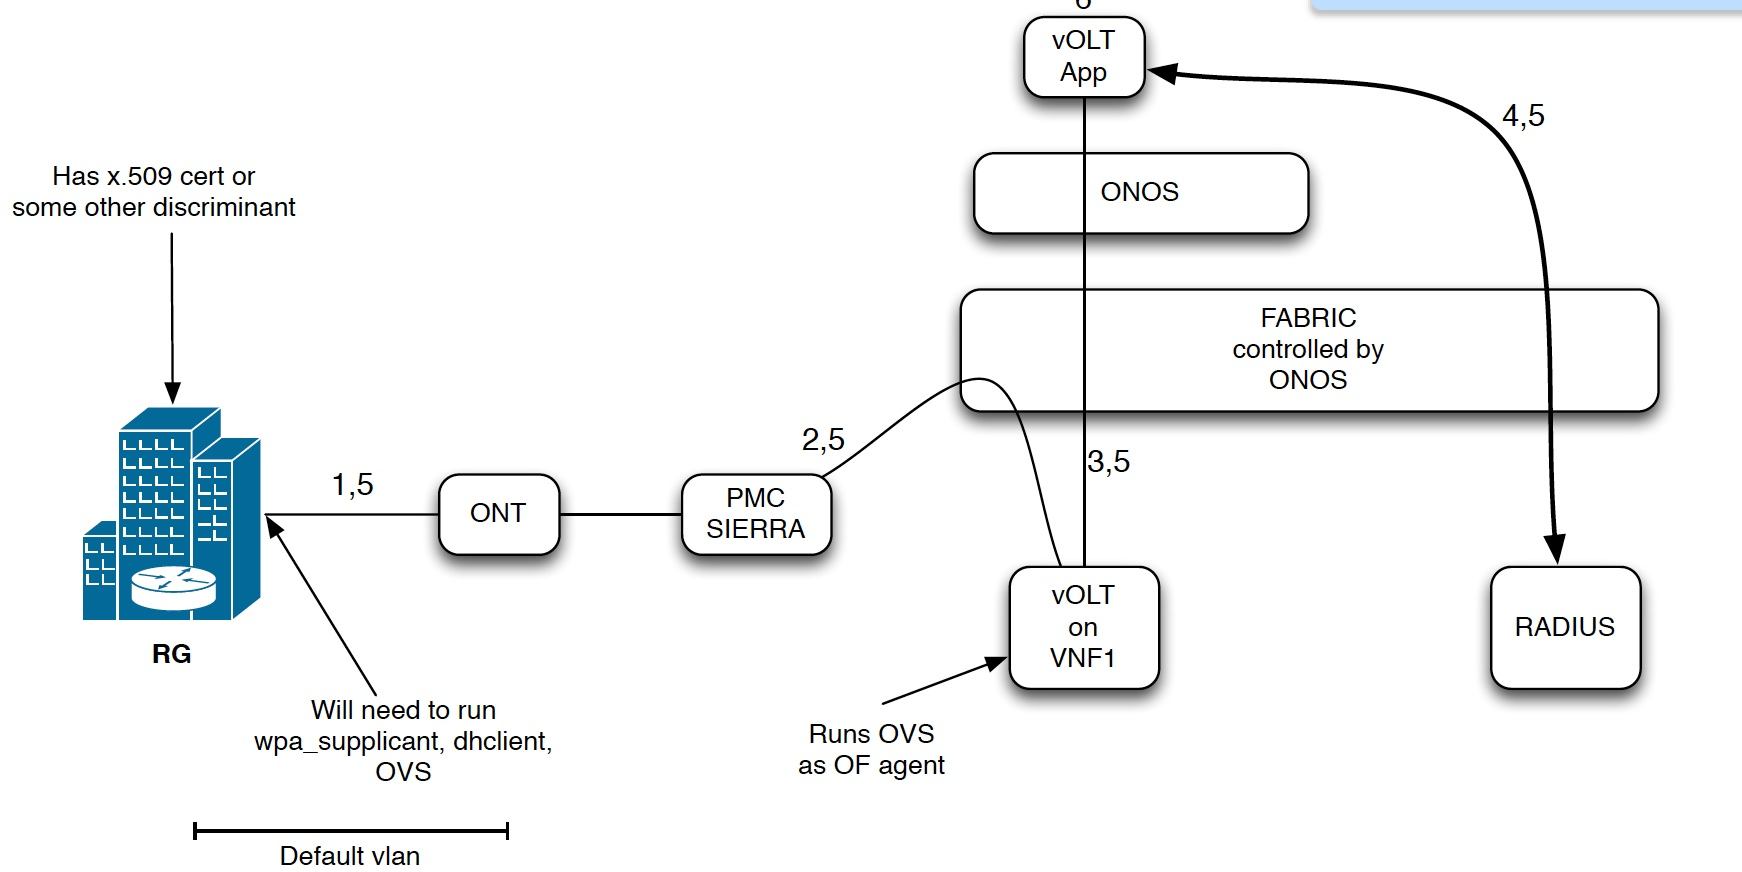 vOLT
App
4,5
Has x.509 cert or
some other discriminant
ONOS
FABRIC
controlled by
ONOS
2,5
3,5
1,5
ONT
PMC
SIERRA
vOLT
on
VNF1
RADIUS
RG
Will need to run
wpa_supplicant, dhclient,
OVS
Runs OVS
as OF agent
Default vlan